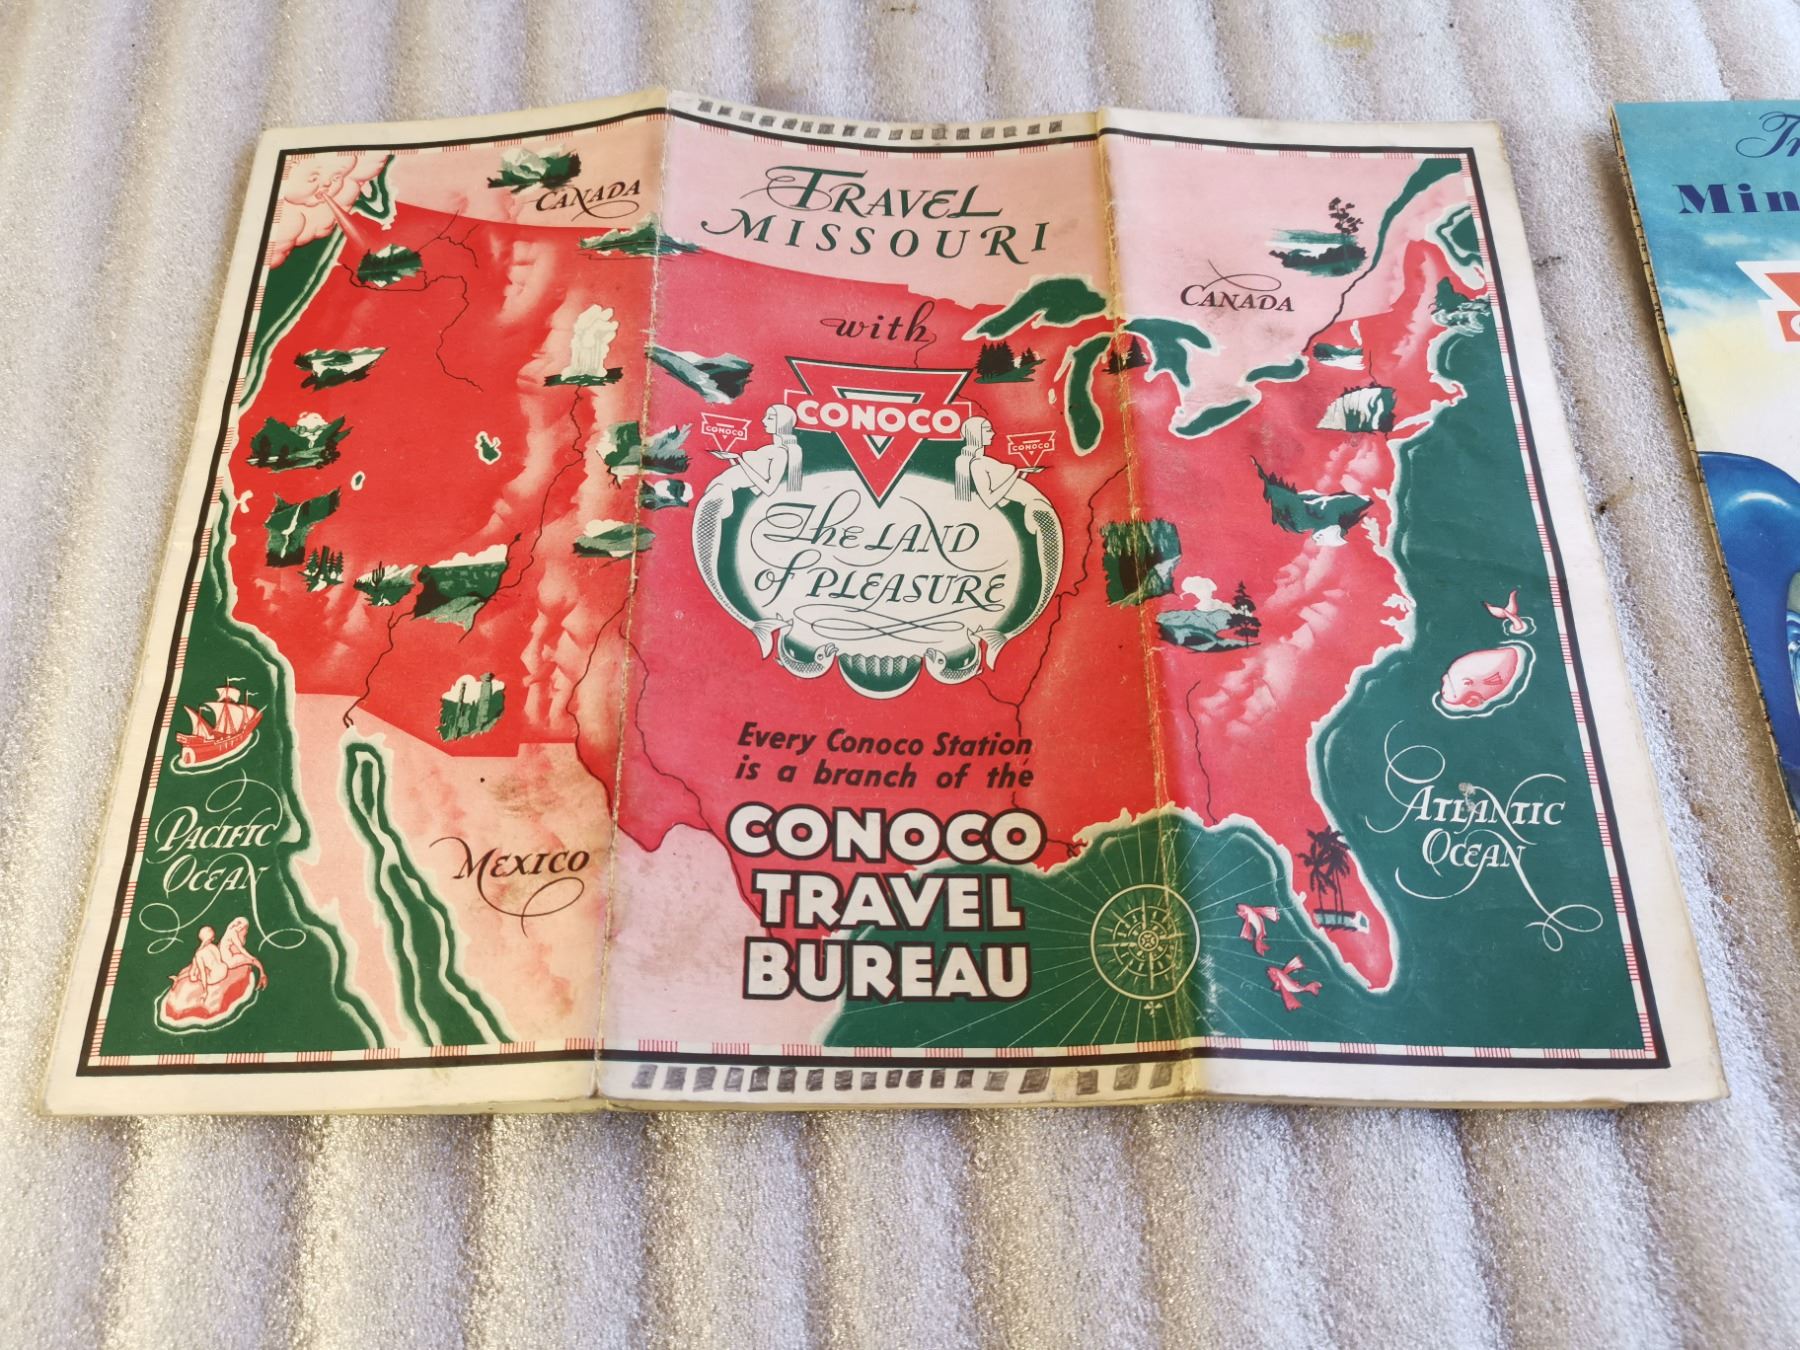 CANADA
TRAVEL
MISSOURI
with
CONOCO
CONOCO
CONOCO
The LAND
of PLEASURE
Every Conoco Station
is a branch of the
CONOCO
TRAVEL
BUREAU
PACIFIC
OCEAN
MEXICO
CANADA
ATLANTIC
OCEAN